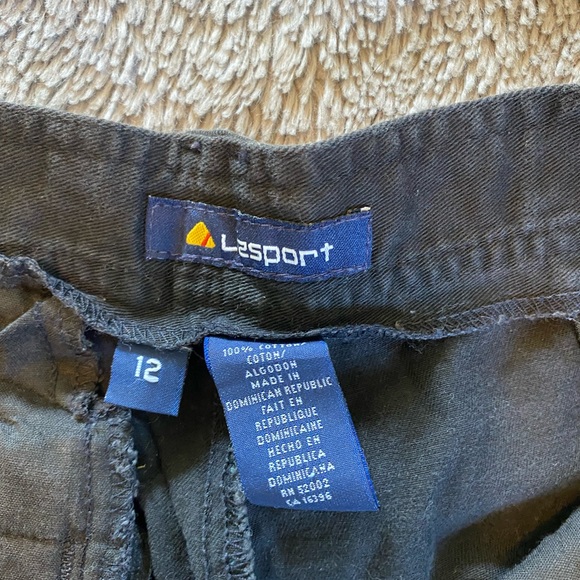 Lzsport
12
100% COTTON/
COTON/
ALGODON
MADE IN
DOMINICAN REPUBLIC
FAIT EN
REPUBLIQUE
DOMINICAINE
HECHO EN
REPUBLICA
DOMINICANA
RN 52002
CA 16396